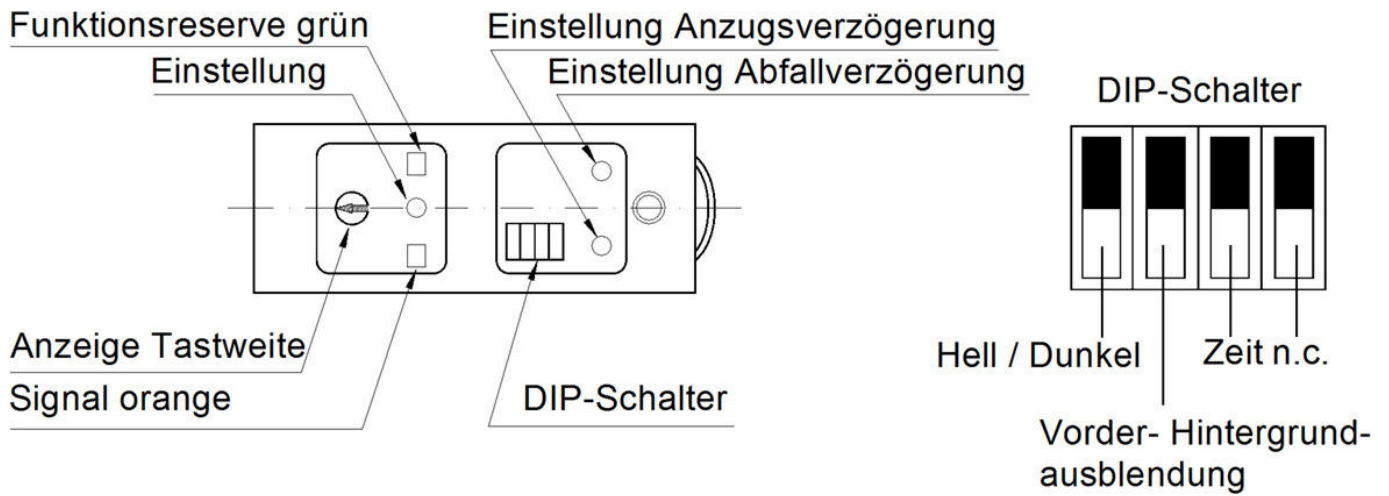 Funktionsreserve grün
Einstellung
Einstellung Anzugsverzögerung
Einstellung Abfallverzögerung
Anzeige Tastweite
Signal orange
DIP-Schalter
DIP-Schalter
Hell / Dunkel
Zeit n.c.
Vorder- Hintergrund-
ausblendung